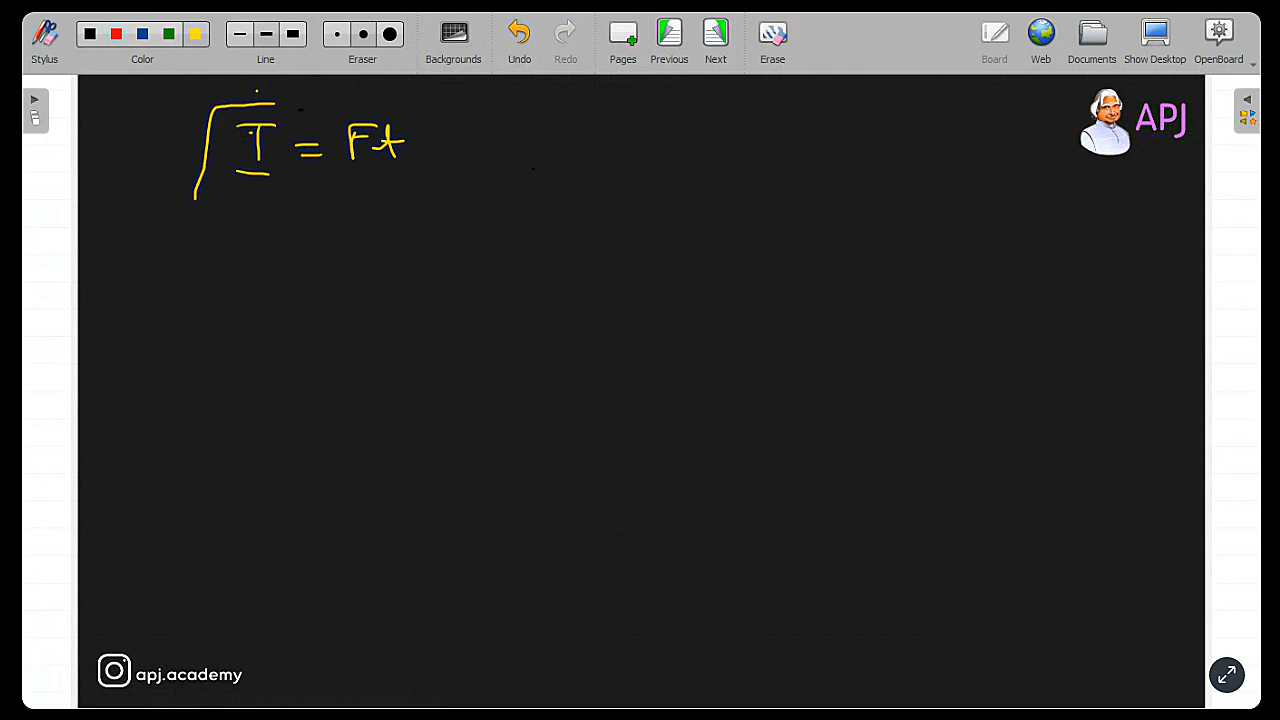 Stylus
Color
Line
Eraser
Backgrounds
Undo
Redo
Pages
Previous
Next
Erase
Board
Web
Documents
Show Desktop
OpenBoard
I = Ft
APJ
apj.academy